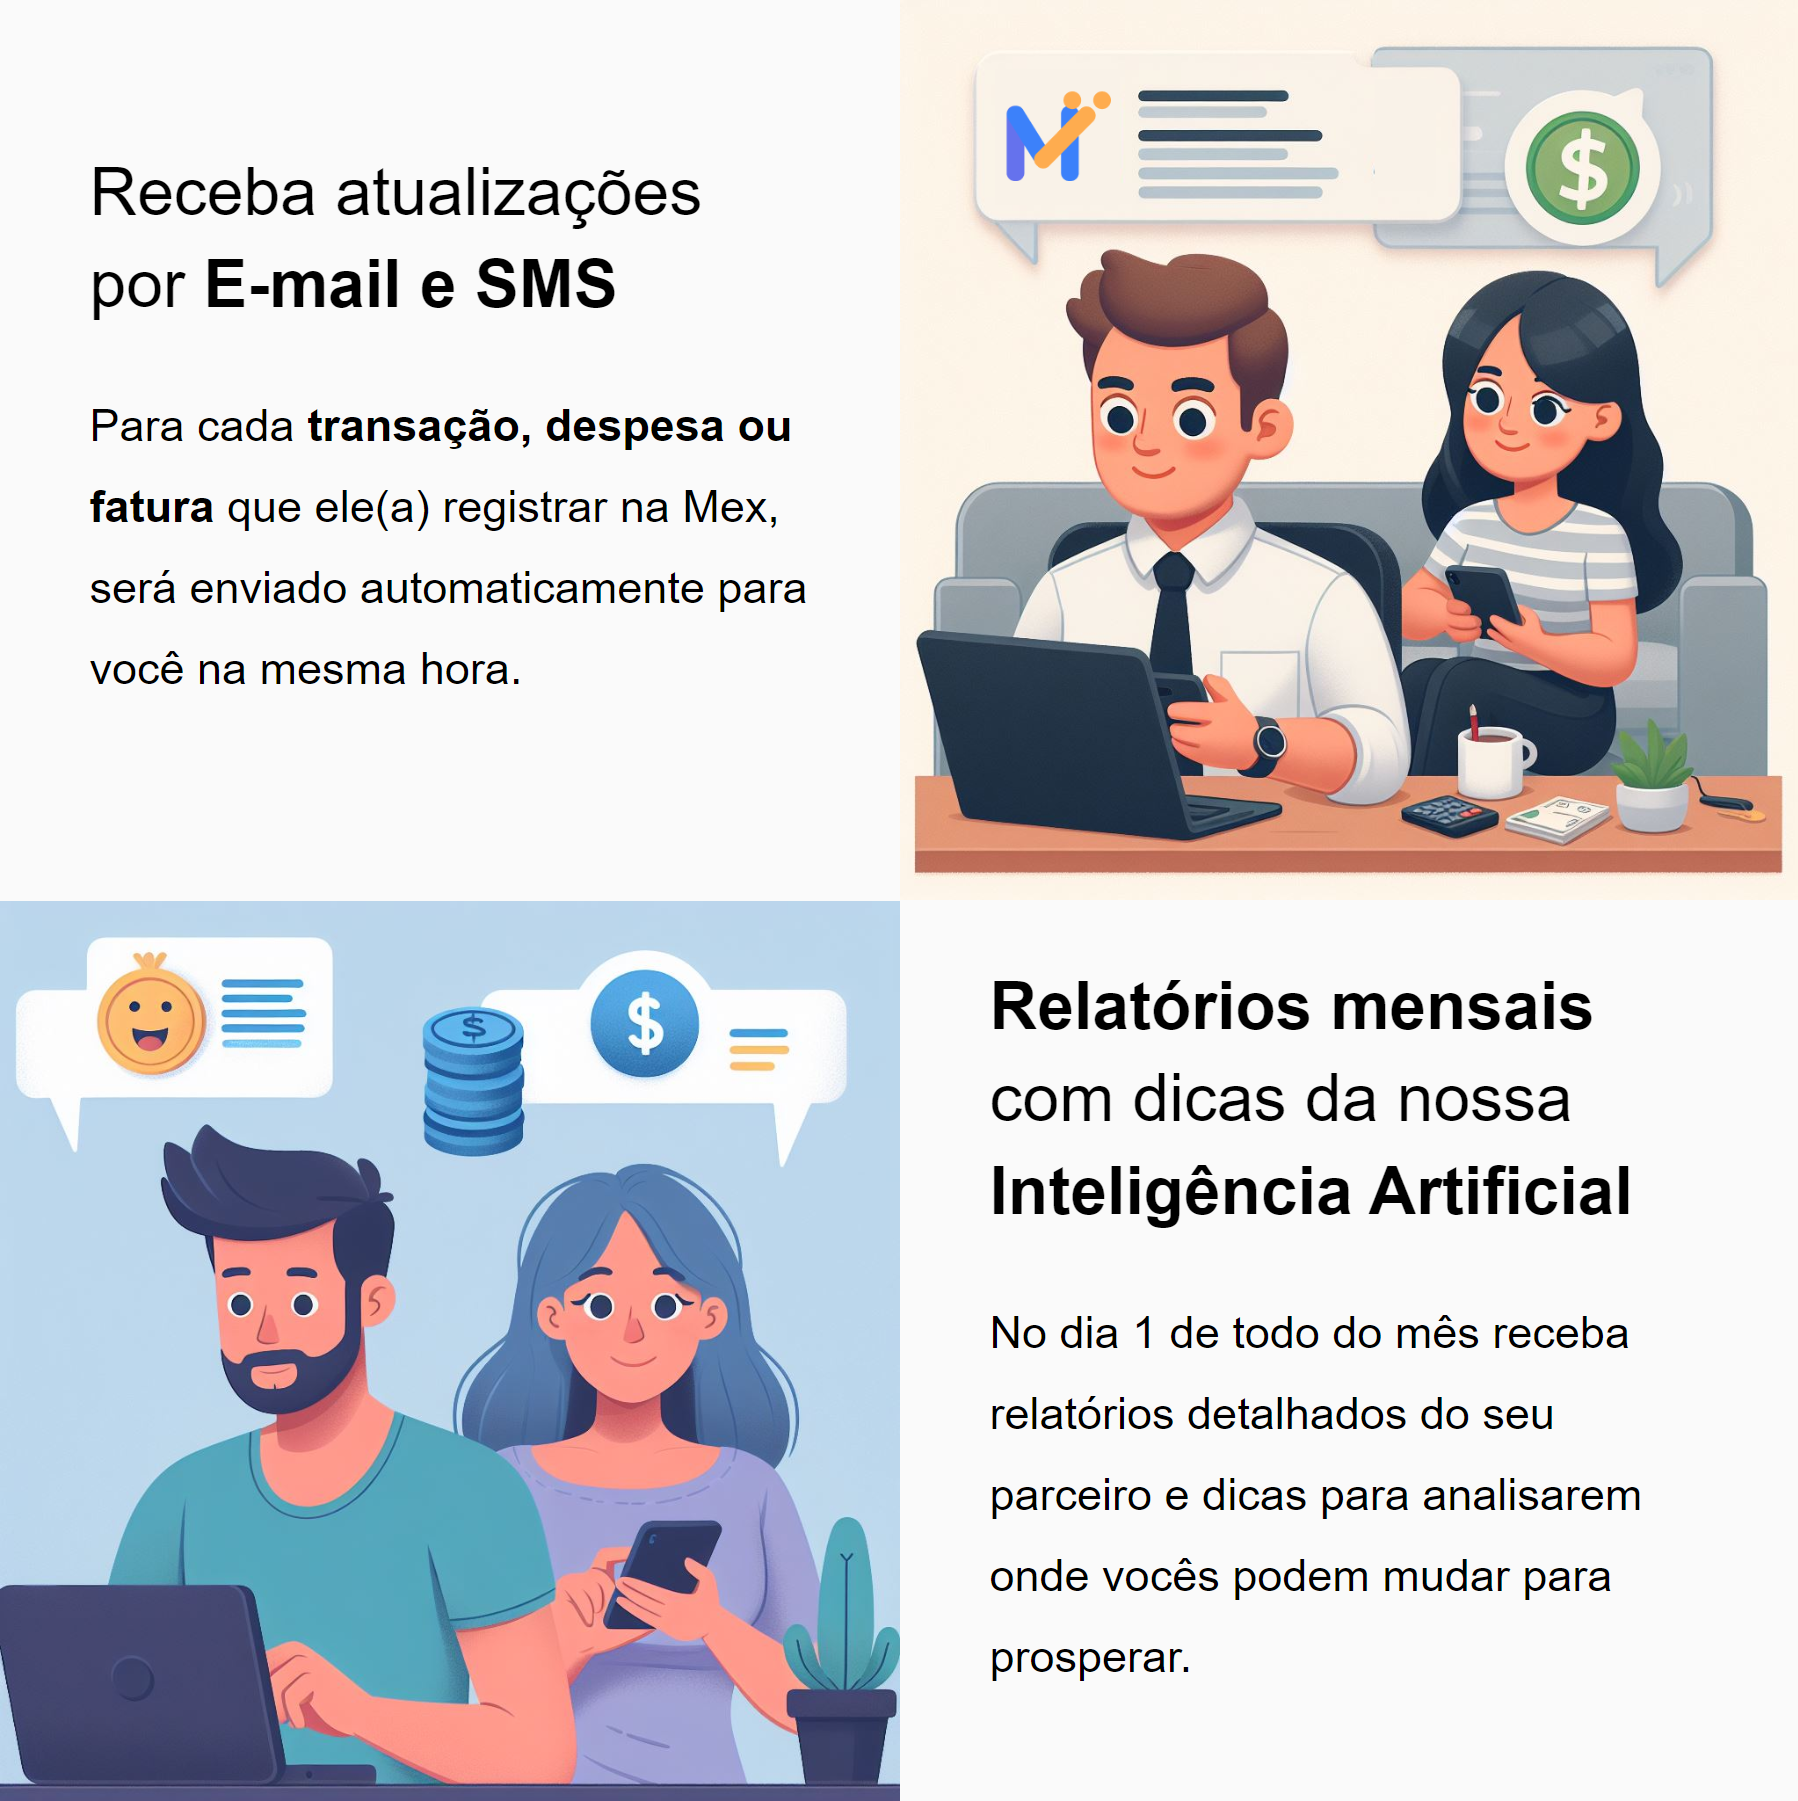 Receba atualizações
por E-mail e SMS
Para cada transação, despesa ou
fatura que ele(a) registrar na Mex,
será enviado automaticamente para
você na mesma hora.
$
$
$
Relatórios mensais
com dicas da nossa
Inteligência Artificial
No dia 1 de todo do mês receba
relatórios detalhados do seu
parceiro e dicas para analisarem
onde vocês podem mudar para
prosperar.